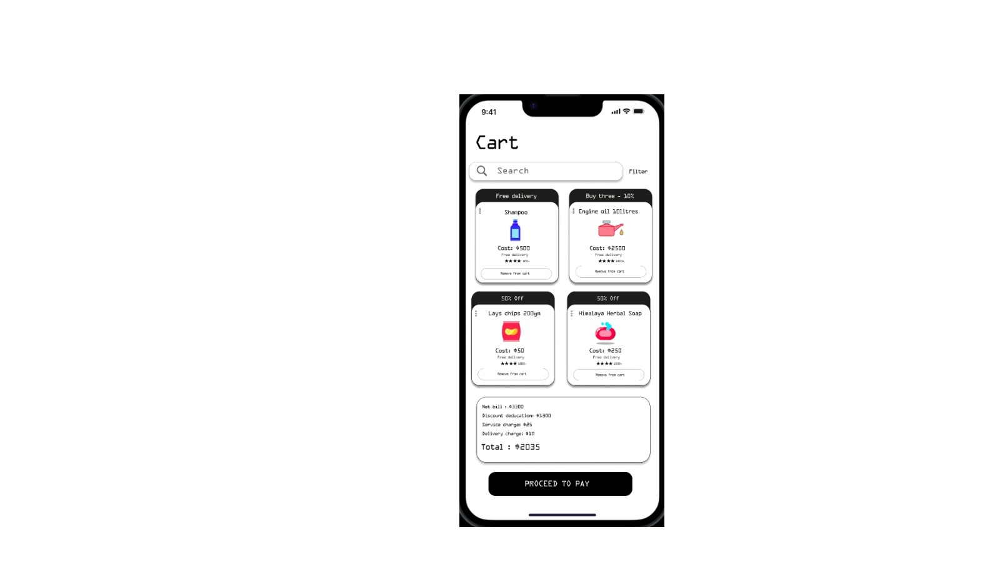 9:41
Cart
Search
Filter
Free delivery
Shampoo
Cost: $500
Free delivery
★★★★ 100+
Remove from cart
Buy three - 10%
Engine oil 10litres
Cost: $2500
Free delivery
★★★★ 1000+
Remove from cart
50% Off
Lays chips 200gm
Cost: $50
Free delivery
★★★★ 1000+
Remove from cart
50% Off
Himalaya Herbal Soap
Cost: $250
Free delivery
★★★★ 1000+
Remove from cart
Net bill : $3300
Discount deducation: $1300
Service charge: $25
Delivery charge: $10
Total : $2035
PROCEED TO PAY